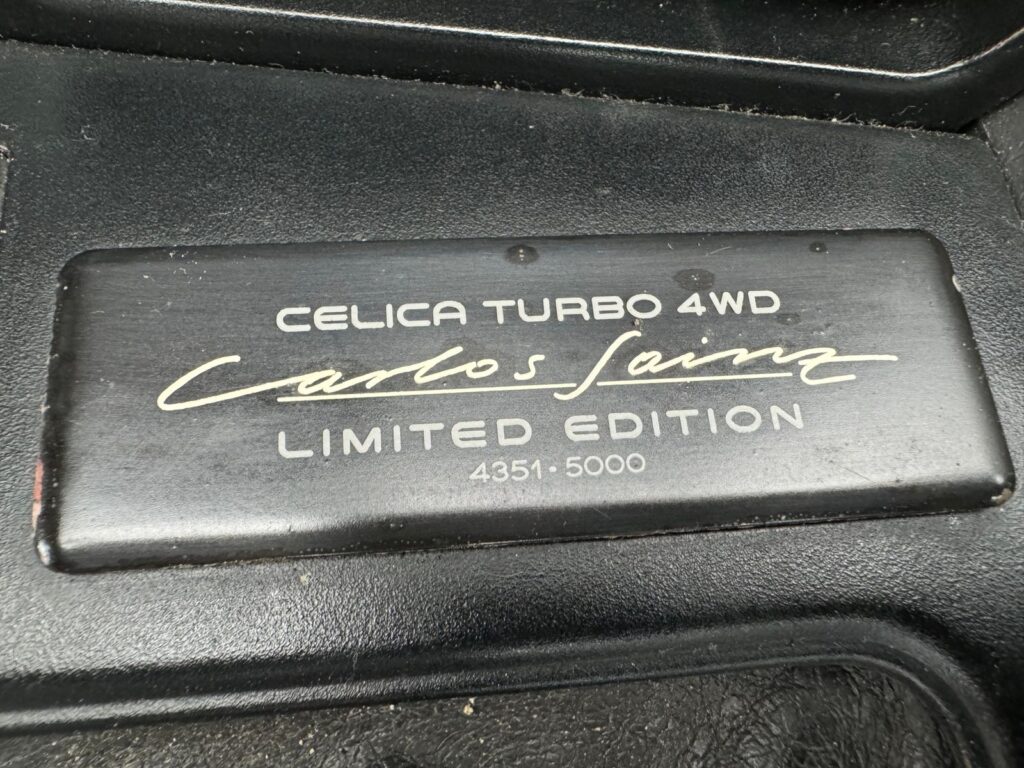 CELICA TURBO 4WD
Carlos Sainz
LIMITED EDITION
4351·5000